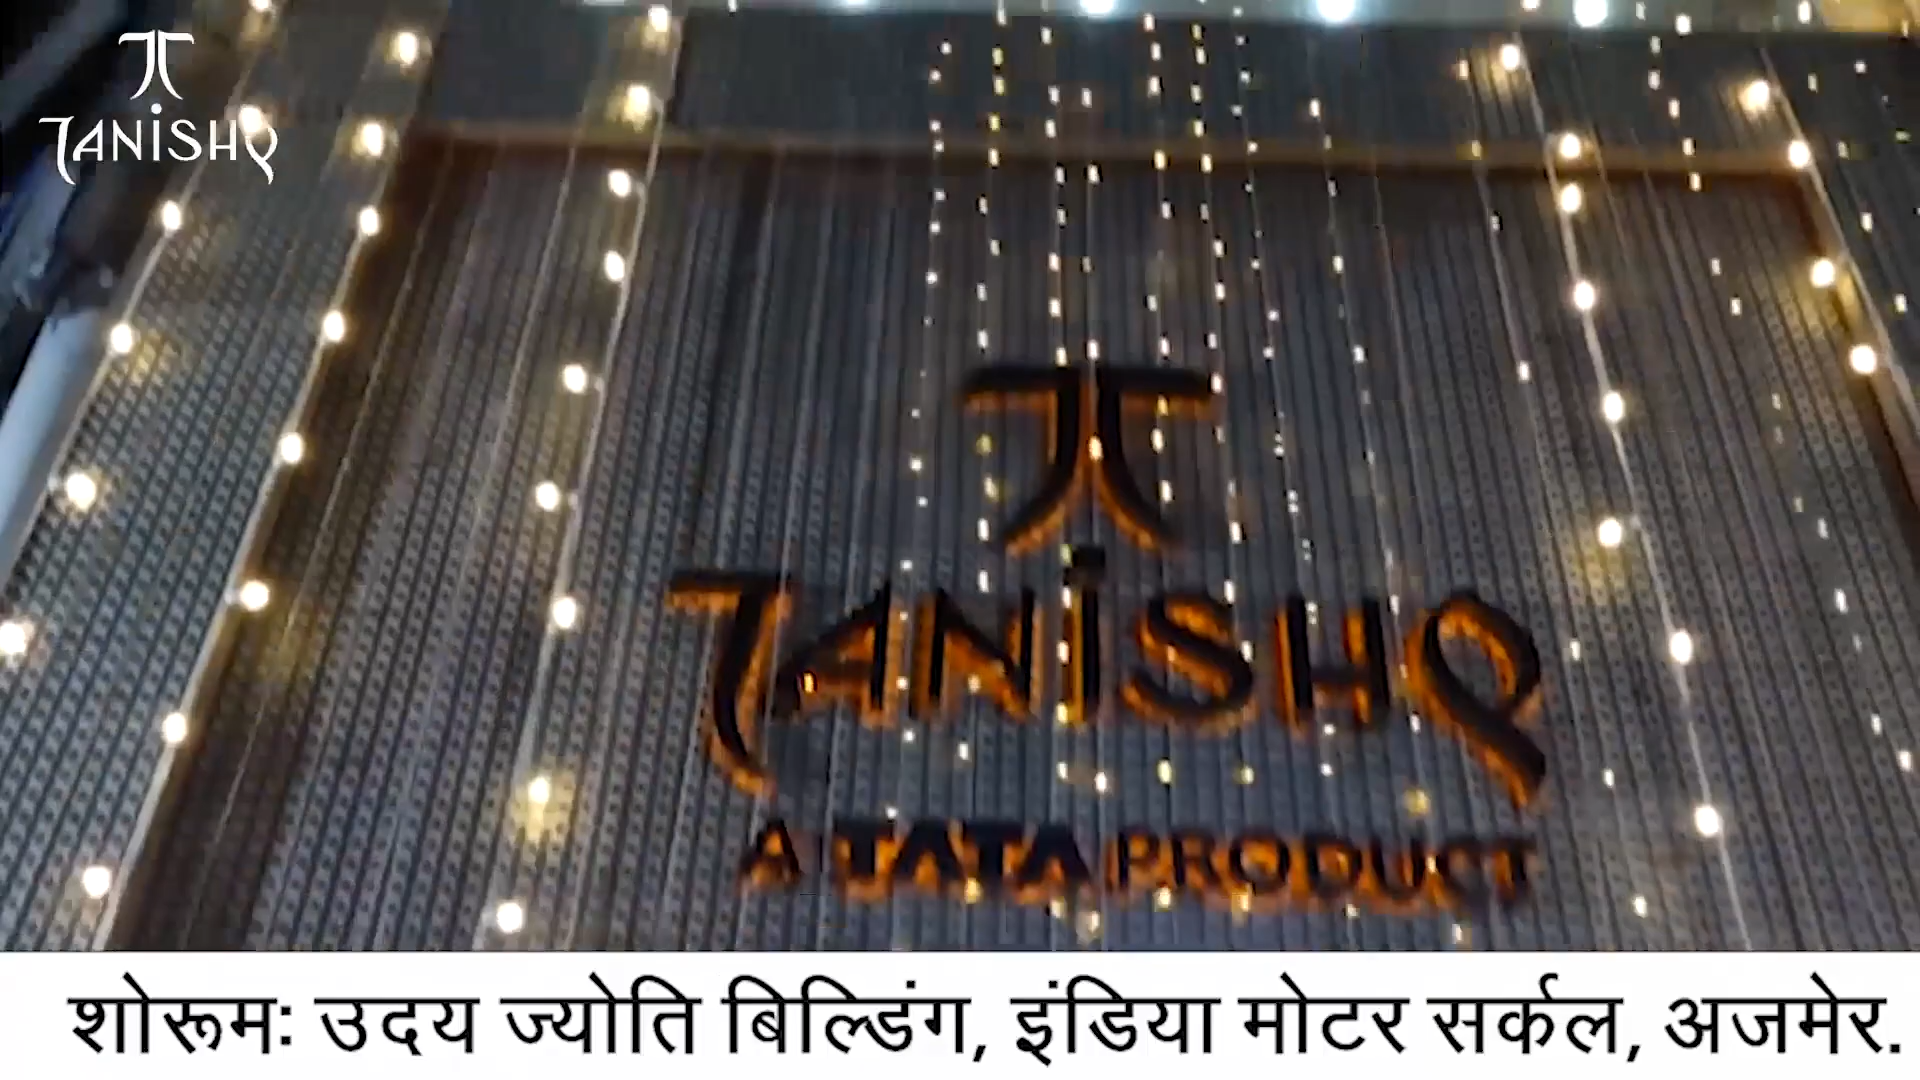 TANISHQ
TANISHQ
A TATA PRODUCT
शोरूमः उदय ज्योति बिल्डिंग, इंडिया मोटर सर्कल, अजमेर.